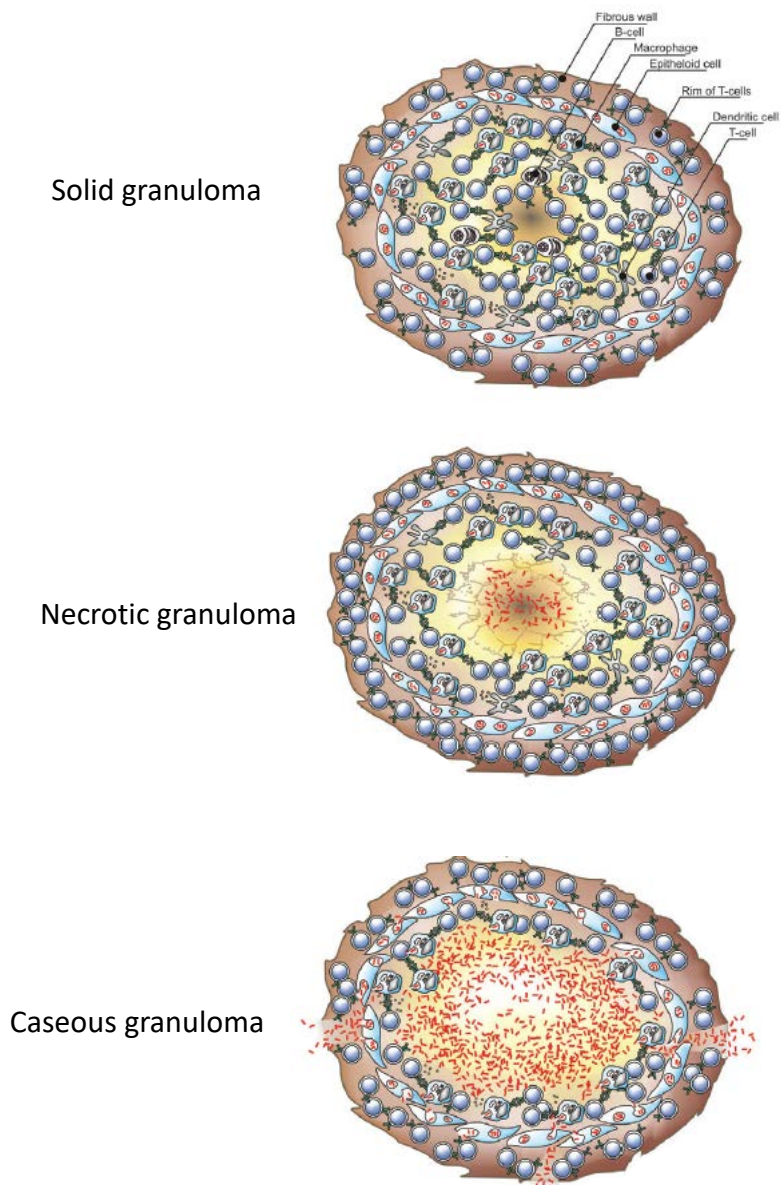 Fibrous wall
B-cell
Macrophage
Epitheloid cell
Rim of T-cells
Dendritic cell
T-cell
Solid granuloma
Necrotic granuloma
Caseous granuloma